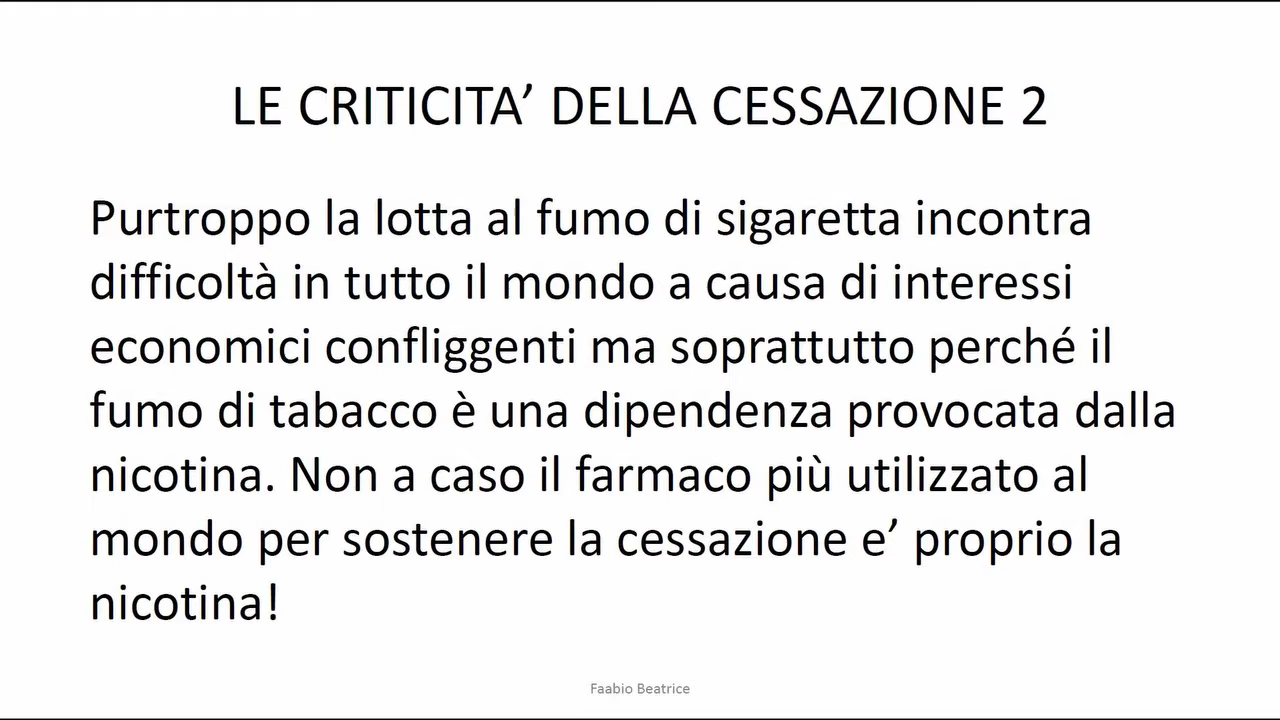 LE CRITICITA’ DELLA CESSAZIONE 2
Purtroppo la lotta al fumo di sigaretta incontra
difficoltà in tutto il mondo a causa di interessi
economici confliggenti ma soprattutto perché il
fumo di tabacco è una dipendenza provocata dalla
nicotina. Non a caso il farmaco più utilizzato al
mondo per sostenere la cessazione e’ proprio la
nicotina!
Faabio Beatrice